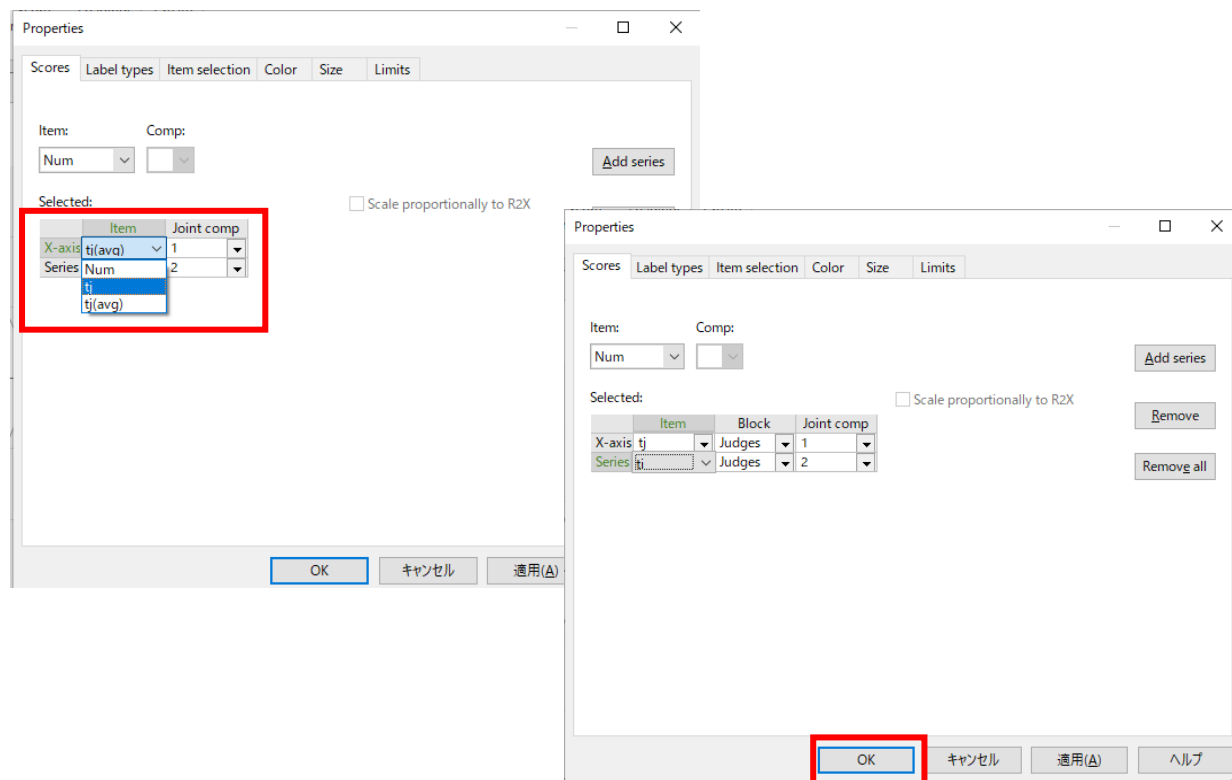 Properties
Scores Label types Item selection Color Size Limits
Item: Comp:
Num
Add series
Selected:
Scale proportionally to R2X
Item Joint comp
X-axis tj(avg) 1
Series Num 2
tj
tj(avg)
OK キャンセル 適用(A)
Properties
Scores Label types Item selection Color Size Limits
Item: Comp:
Num
Add series
Selected:
Scale proportionally to R2X
Remove
Item Block Joint comp
X-axis tj Judges 1
Series tj Judges 2
Remove all
OK キャンセル 適用(A) ヘルプ